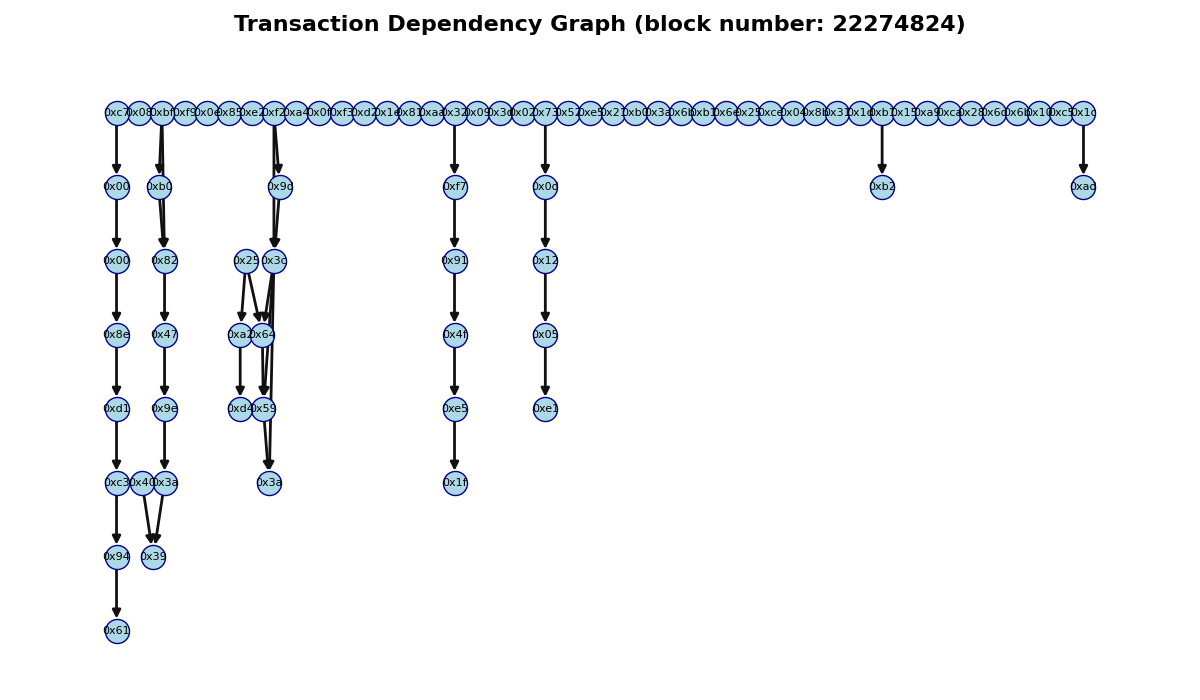 Transaction Dependency Graph (block number: 22274824)
0xc7 0x08 0xbf 0xf9 0x0e 0x85 0xe2 0xf2 0xa4 0x0f 0xf3 0xd2 0x1e 0x81 0xaa 0x32 0x09 0x3d 0x02 0x73 0x52 0xe5 0x21 0xb0 0x3a 0x6b 0xb1 0x6e 0x25 0xce 0x04 0x8b 0x31 0x1d 0xb1 0x15 0xa9 0xca 0x28 0x6d 0x6b 0x10 0xc5 0x1c
0x00 0xb0 0x9d 0xf7 0x0d 0xb2 0xad
0x00 0x82 0x25 0x3c 0x91 0x12
0x8e 0x47 0xa2 0x64 0x4f 0x05
0xd1 0x9e 0xd4 0x59 0xe5 0xe1
0xc3 0x40 0x3a 0x3a 0x1f
0x94 0x39
0x61